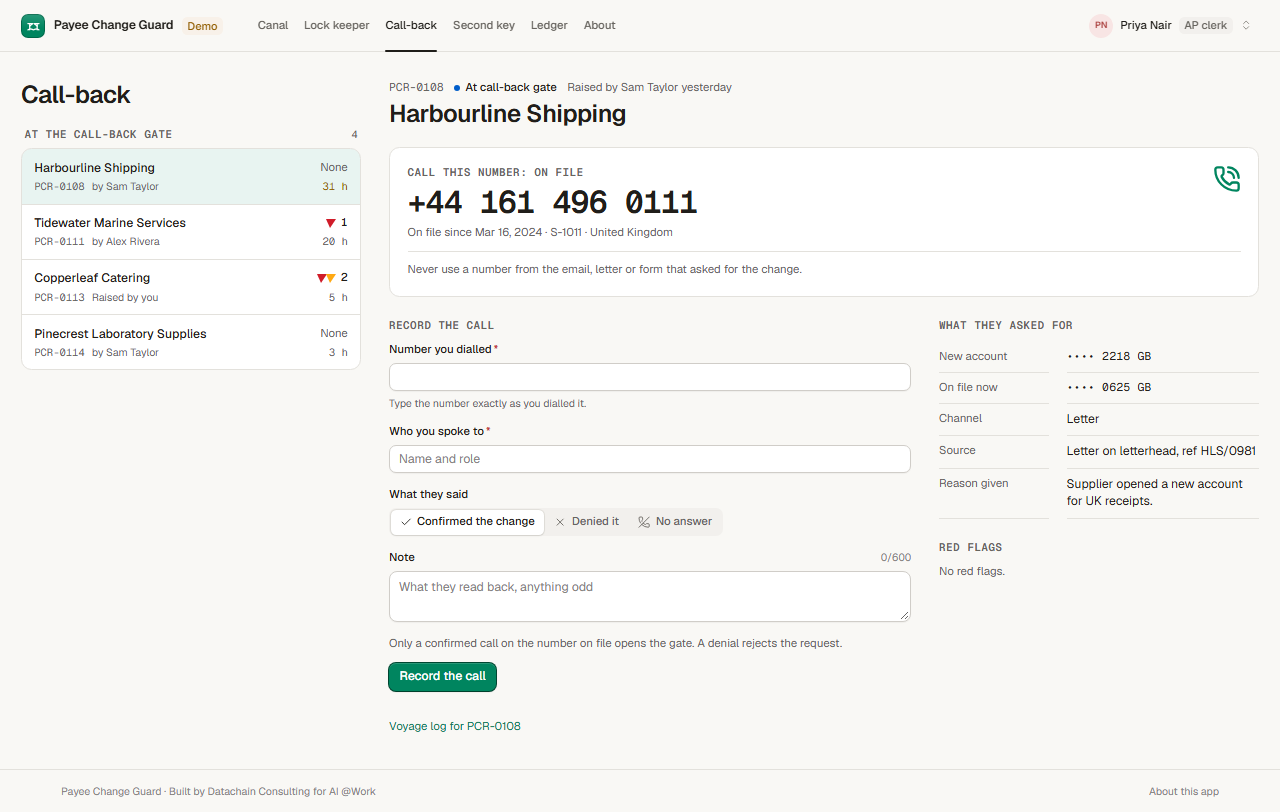 Payee Change Guard Demo Canal Lock keeper Call-back Second key Ledger About PN Priya Nair AP clerk
Call-back
AT THE CALL-BACK GATE 4
Harbourline Shipping None
PCR-0108 by Sam Taylor 31 h
Tidewater Marine Services 1
PCR-0111 by Alex Rivera 20 h
Copperleaf Catering 2
PCR-0113 Raised by you 5 h
Pinecrest Laboratory Supplies None
PCR-0114 by Sam Taylor 3 h
PCR-0108 At call-back gate Raised by Sam Taylor yesterday
Harbourline Shipping
CALL THIS NUMBER: ON FILE
+44 161 496 0111
On file since Mar 16, 2024 · S-1011 · United Kingdom
Never use a number from the email, letter or form that asked for the change.
RECORD THE CALL
Number you dialled *
Type the number exactly as you dialled it.
Who you spoke to *
Name and role
What they said
Confirmed the change Denied it No answer
Note 0/600
What they read back, anything odd
Only a confirmed call on the number on file opens the gate. A denial rejects the request.
Record the call
Voyage log for PCR-0108
WHAT THEY ASKED FOR
New account •••• 2218 GB
On file now •••• 0625 GB
Channel Letter
Source Letter on letterhead, ref HLS/0981
Reason given Supplier opened a new account
for UK receipts.
RED FLAGS
No red flags.
Payee Change Guard · Built by Datachain Consulting for AI @Work About this app